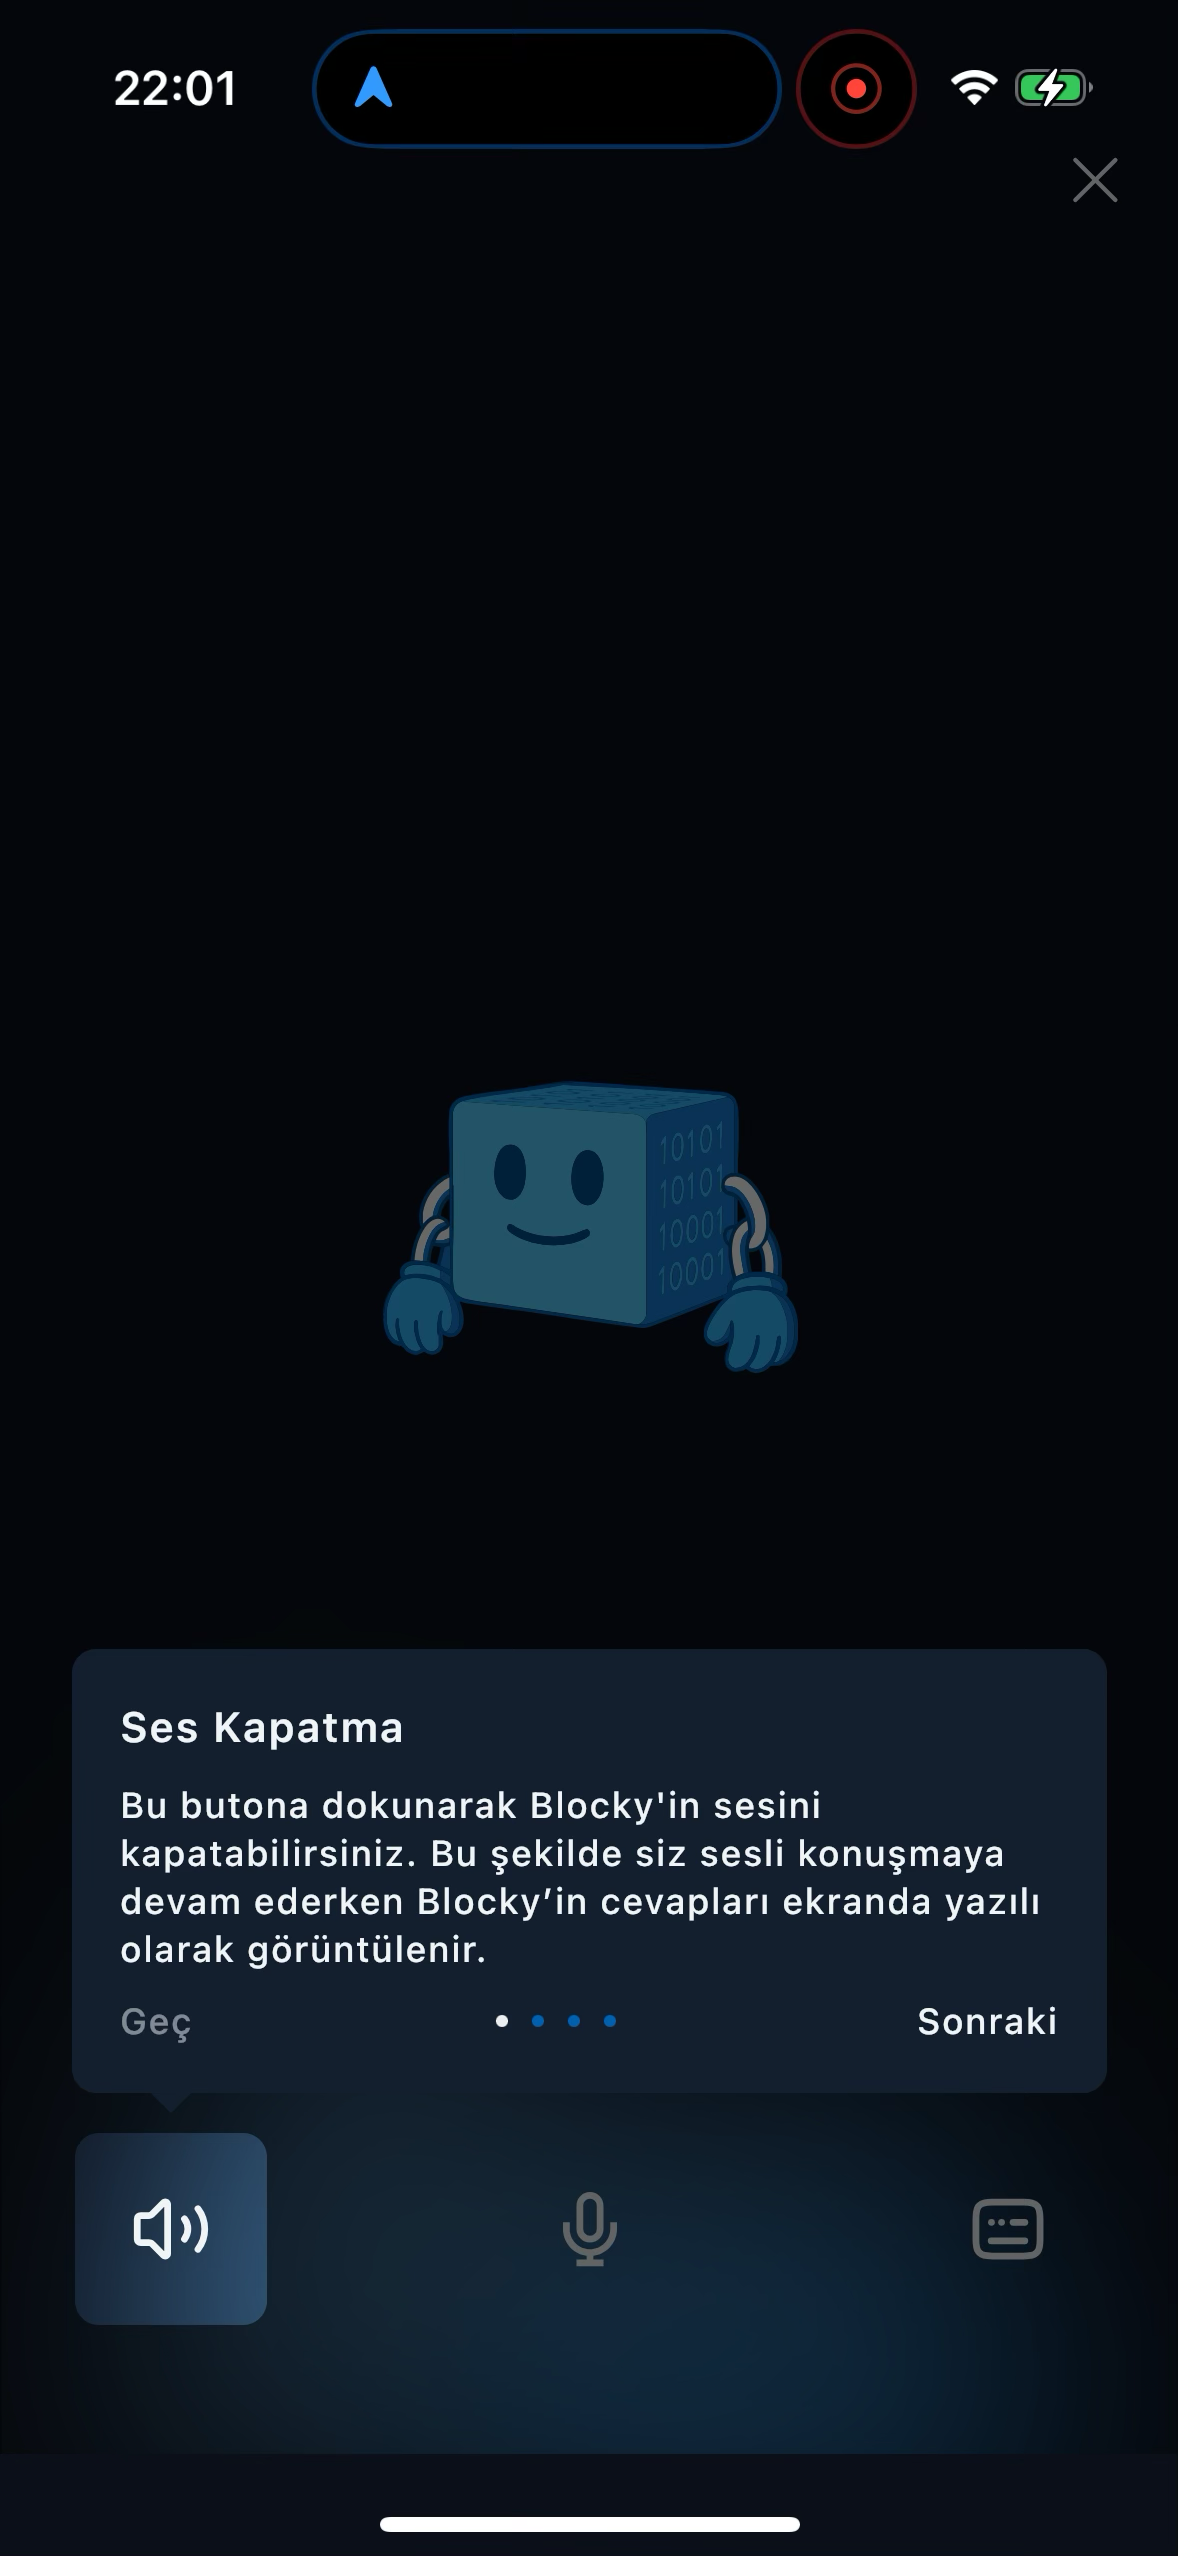 22:01
10101
10101
10001
10001
Ses Kapatma
Bu butona dokunarak Blocky'in sesini
kapatabilirsiniz. Bu şekilde siz sesli konuşmaya
devam ederken Blocky’in cevapları ekranda yazılı
olarak görüntülenir.
Geç
Sonraki